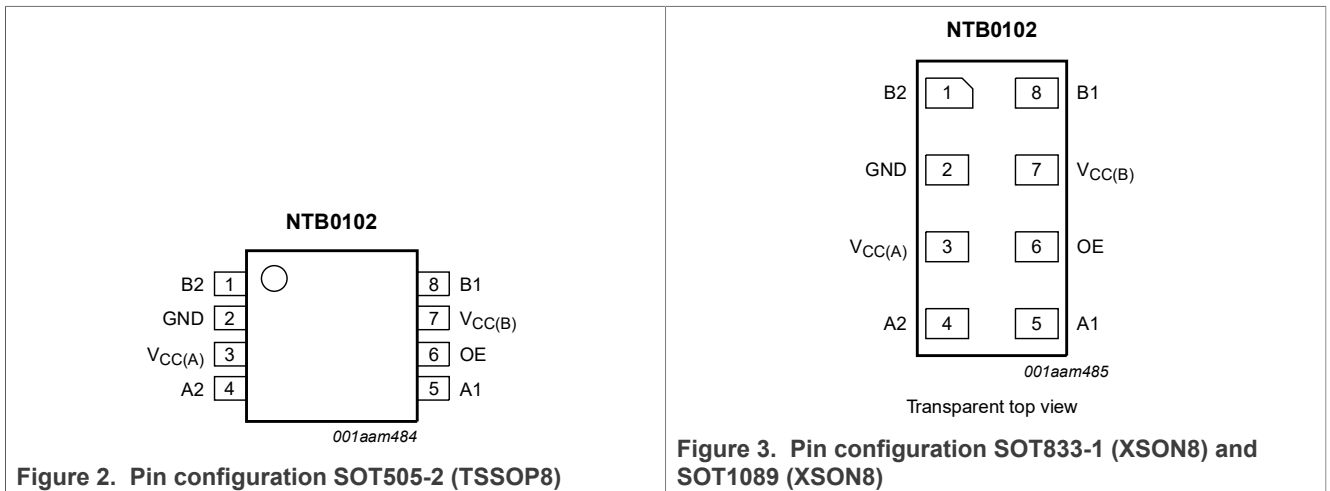 NTB0102
B2 1 8 B1
GND 2 7 VCC(B)
VCC(A) 3 6 OE
A2 4 5 A1
001aam484
Figure 2. Pin configuration SOT505-2 (TSSOP8)
NTB0102
B2 1 8 B1
GND 2 7 VCC(B)
VCC(A) 3 6 OE
A2 4 5 A1
001aam485
Transparent top view
Figure 3. Pin configuration SOT833-1 (XSON8) and
SOT1089 (XSON8)